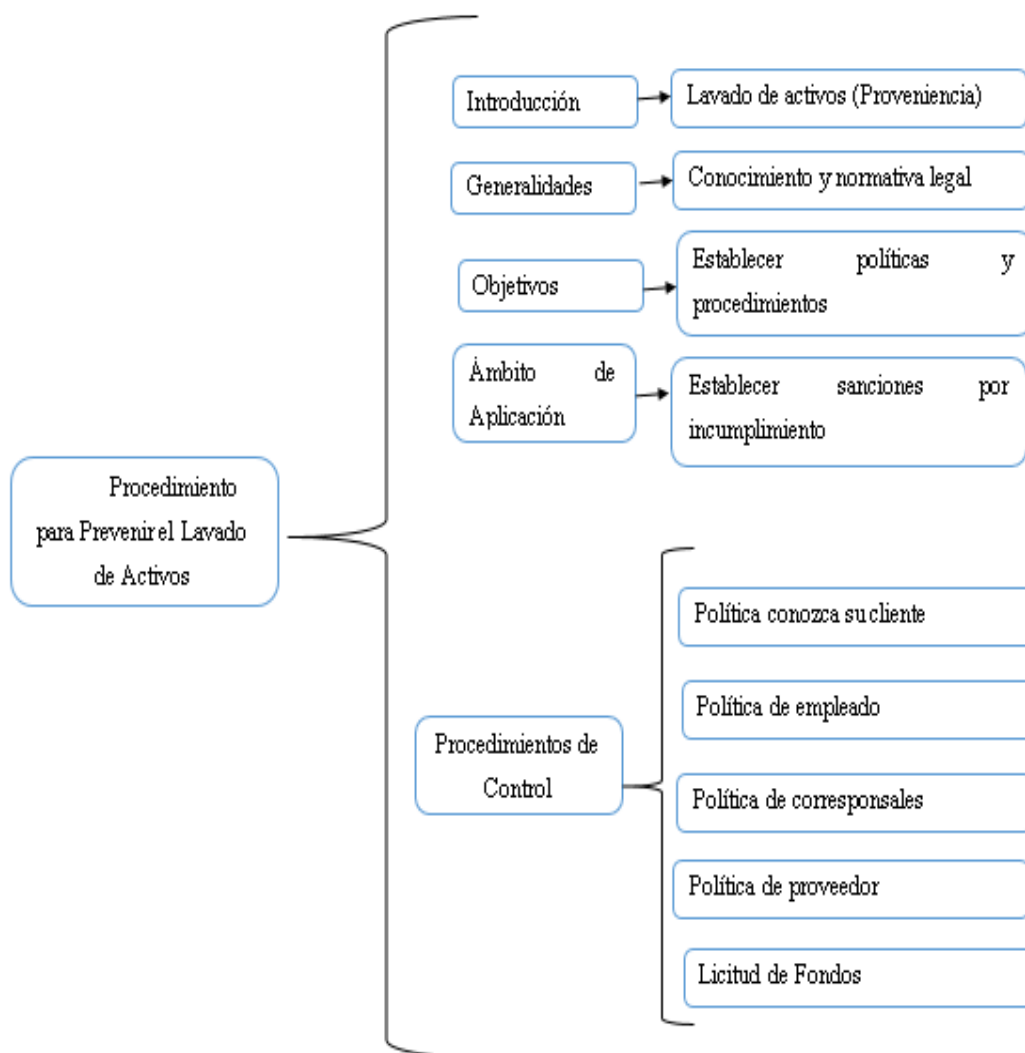 Introducción
Lavado de activos (Proveniencia)
Generalidades
Conocimiento y normativa legal
Objetivos
Establecer políticas y
procedimientos
Ámbito de
Aplicación
Establecer sanciones por
incumplimiento
Procedimiento
para Prevenir el Lavado
de Activos
Procedimientos de
Control
Política conozca su cliente
Política de empleado
Política de corresponsales
Política de proveedor
Licitud de Fondos